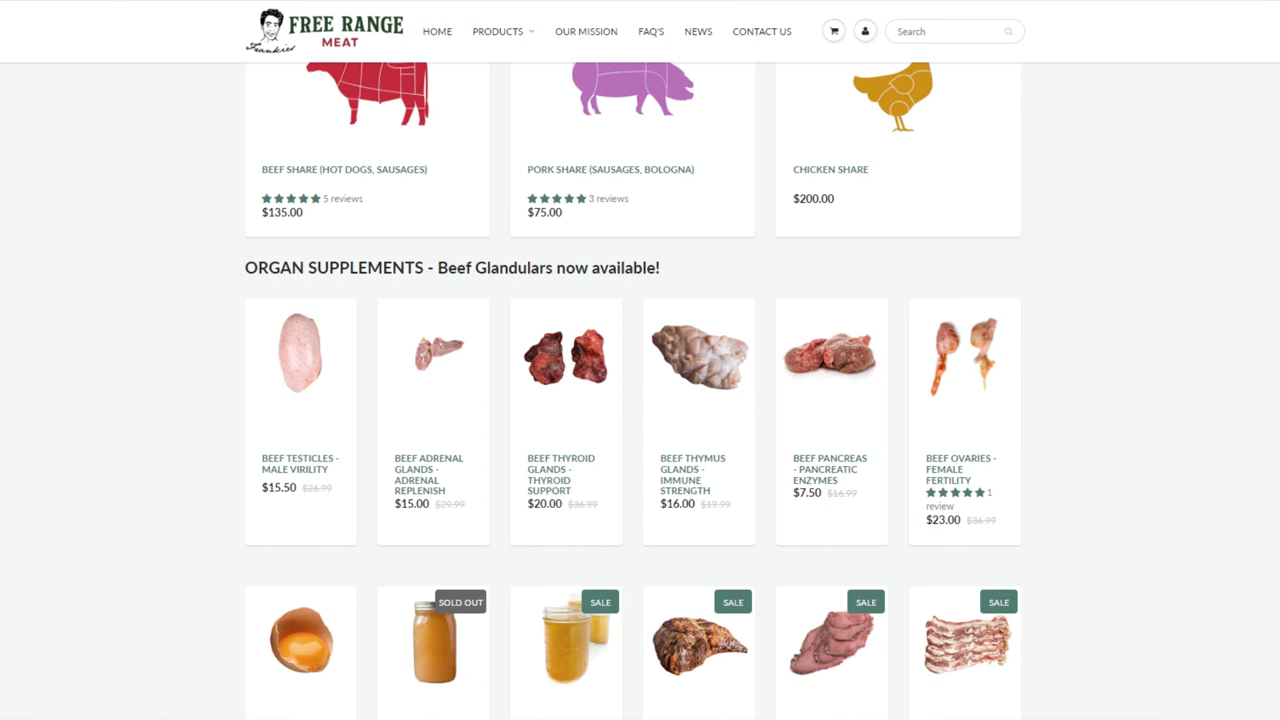 FREE RANGE
MEAT
Frankies
HOME
PRODUCTS
OUR MISSION
FAQ'S
NEWS
CONTACT US
Search
BEEF SHARE (HOT DOGS, SAUSAGES)
5 reviews
$135.00
PORK SHARE (SAUSAGES, BOLOGNA)
3 reviews
$75.00
CHICKEN SHARE
$200.00
ORGAN SUPPLEMENTS - Beef Glandulars now available!
BEEF TESTICLES -
MALE VIRILITY
$15.50 $26.99
BEEF ADRENAL
GLANDS -
ADRENAL
REPLENISH
$15.00 $29.99
BEEF THYROID
GLANDS -
THYROID
SUPPORT
$20.00 $36.99
BEEF THYMUS
GLANDS -
IMMUNE
STRENGTH
$16.00 $19.99
BEEF PANCREAS
- PANCREATIC
ENZYMES
$7.50 $16.99
BEEF OVARIES -
FEMALE
FERTILITY
1
review
$23.00 $36.99
SOLD OUT
SALE
SALE
SALE
SALE